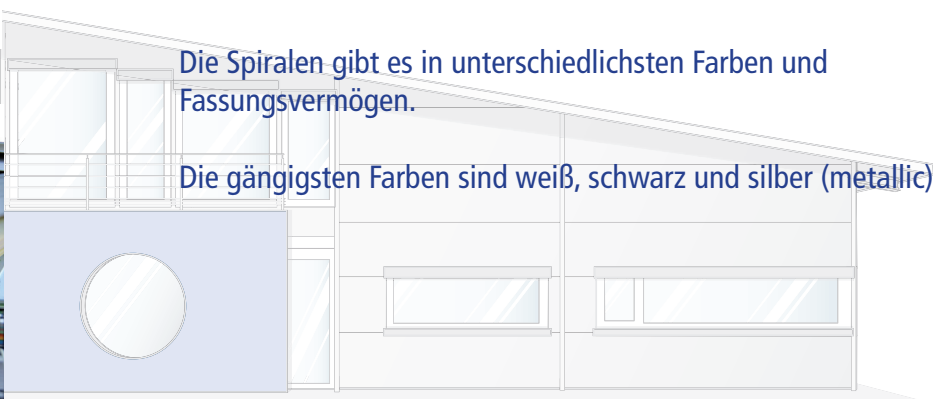 Die Spiralen gibt es in unterschiedlichsten Farben und
Fassungsvermögen.
Die gängigsten Farben sind weiß, schwarz und silber (metallic)